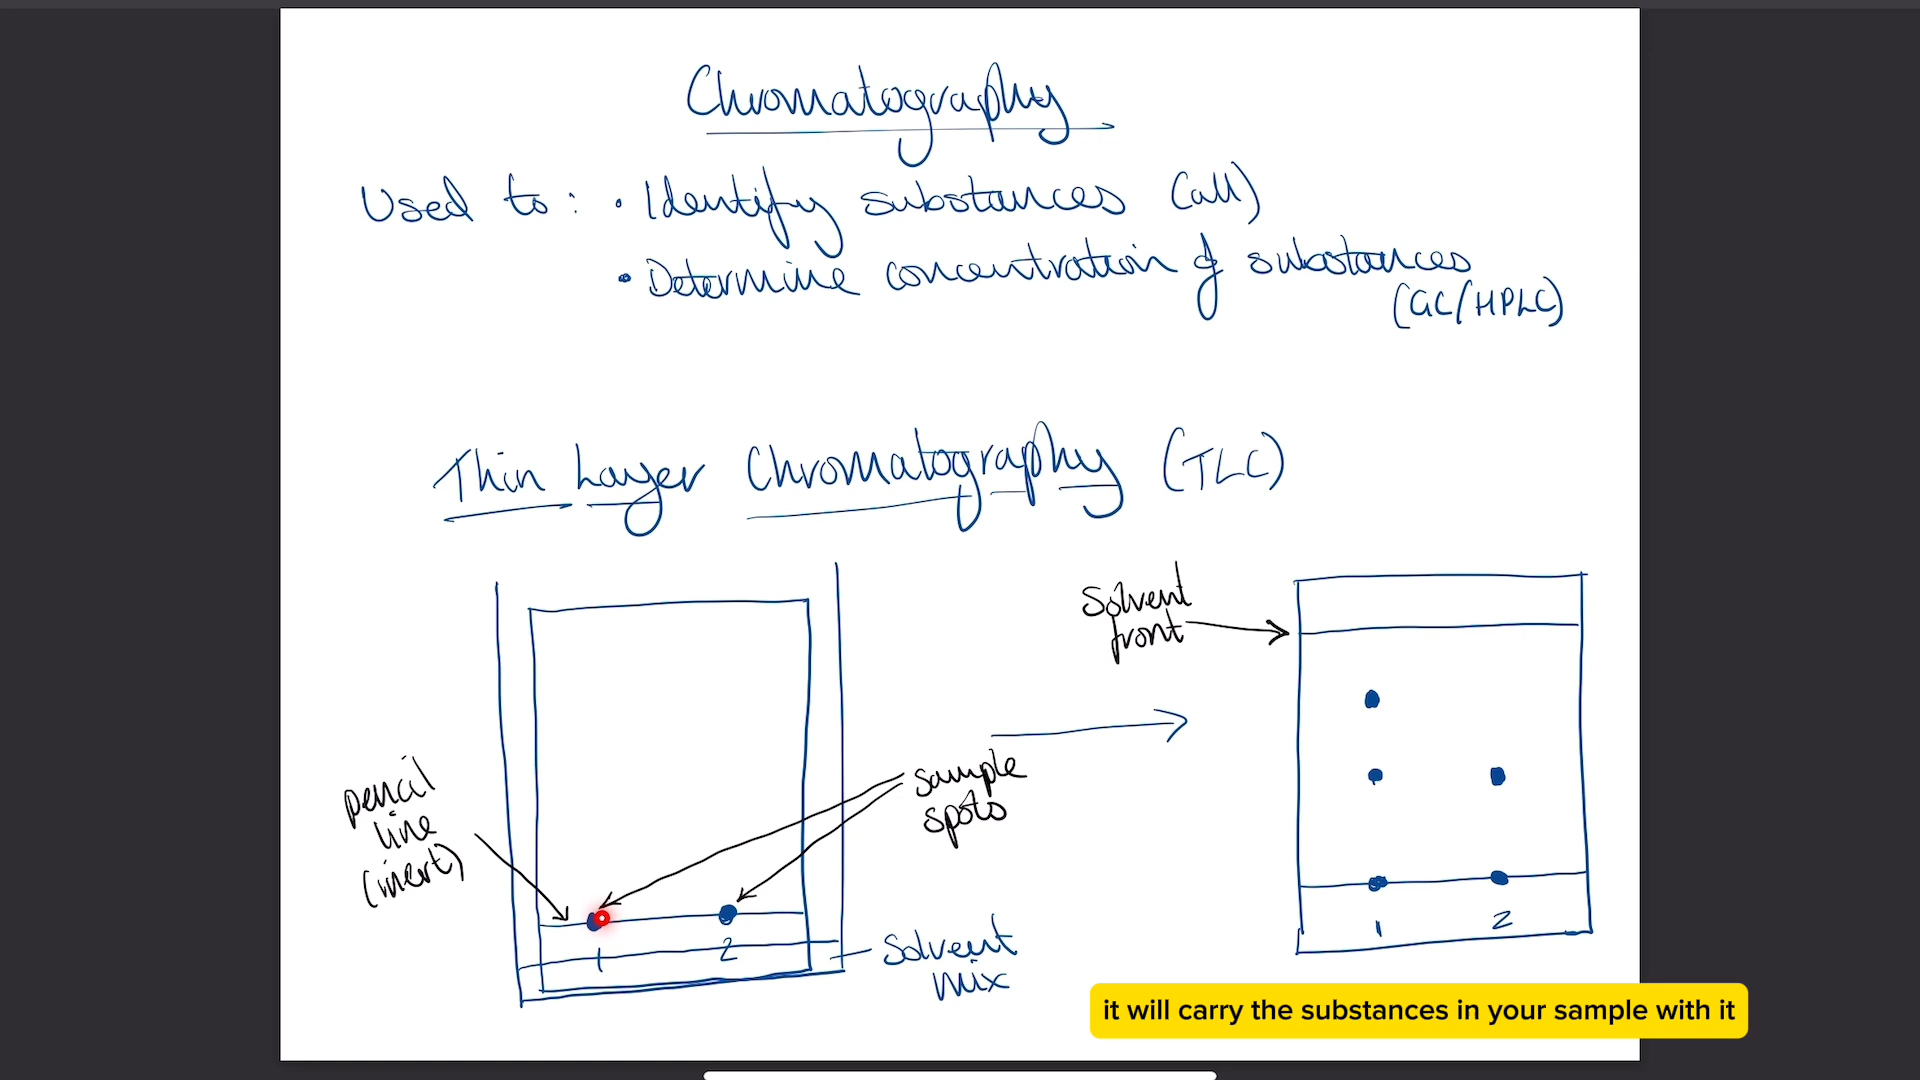 Chromatography
Used to: • Identify substances (all)
• Determine concentration of substances
(GC/HPLC)
Thin Layer Chromatography (TLC)
Solvent
front
pencil
line
(inert)
sample
spots
1 2
Solvent
mix
1 2
it will carry the substances in your sample with it